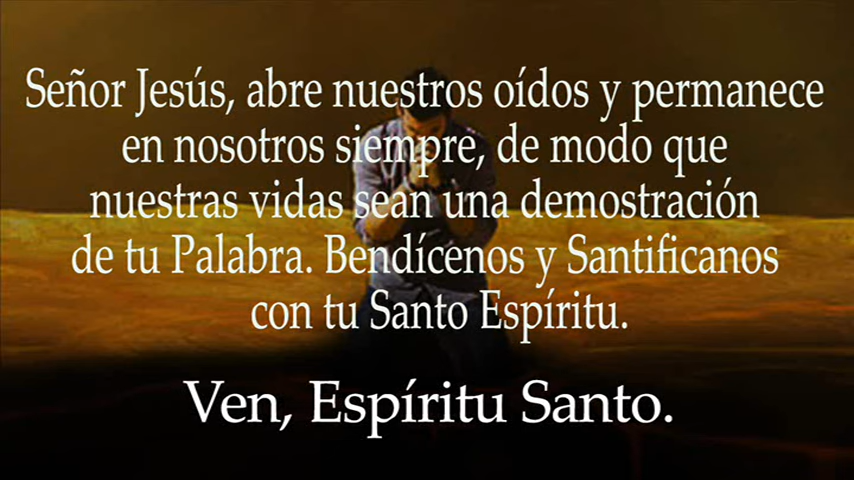 Señor Jesús, abre nuestros oídos y permanece
en nosotros siempre, de modo que
nuestras vidas sean una demostración
de tu Palabra. Bendícenos y Santificanos
con tu Santo Espíritu.
Ven, Espíritu Santo.